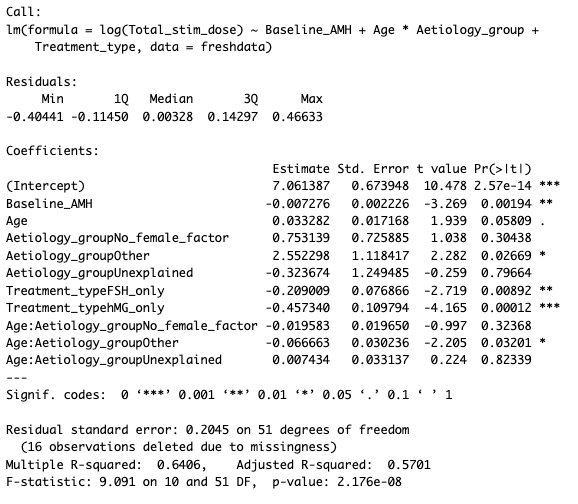 Call:
lm(formula = log(Total_stim_dose) ~ Baseline_AMH + Age * Aetiology_group +
    Treatment_type, data = freshdata)

Residuals:
     Min       1Q   Median       3Q      Max
-0.40441 -0.11450  0.00328  0.14297  0.46633

Coefficients:
                                    Estimate Std. Error t value Pr(>|t|)
(Intercept)                         7.061387   0.673948  10.478 2.57e-14 ***
Baseline_AMH                       -0.007276   0.002226  -3.269  0.00194 **
Age                                 0.033282   0.017168   1.939  0.05809 .
Aetiology_groupNo_female_factor     0.753139   0.725885   1.038  0.30438
Aetiology_groupOther                2.552298   1.118417   2.282  0.02669 *
Aetiology_groupUnexplained         -0.323674   1.249485  -0.259  0.79664
Treatment_typeFSH_only             -0.209009   0.076866  -2.719  0.00892 **
Treatment_typehMG_only             -0.457340   0.109794  -4.165  0.00012 ***
Age:Aetiology_groupNo_female_factor -0.019583   0.019650  -0.997  0.32368
Age:Aetiology_groupOther           -0.066663   0.030236  -2.205  0.03201 *
Age:Aetiology_groupUnexplained      0.007434   0.033137   0.224  0.82339
---
Signif. codes:  0 ‘***’ 0.001 ‘**’ 0.01 ‘*’ 0.05 ‘.’ 0.1 ‘ ’ 1

Residual standard error: 0.2045 on 51 degrees of freedom
  (16 observations deleted due to missingness)
Multiple R-squared:  0.6406,	Adjusted R-squared:  0.5701
F-statistic: 9.091 on 10 and 51 DF,  p-value: 2.176e-08